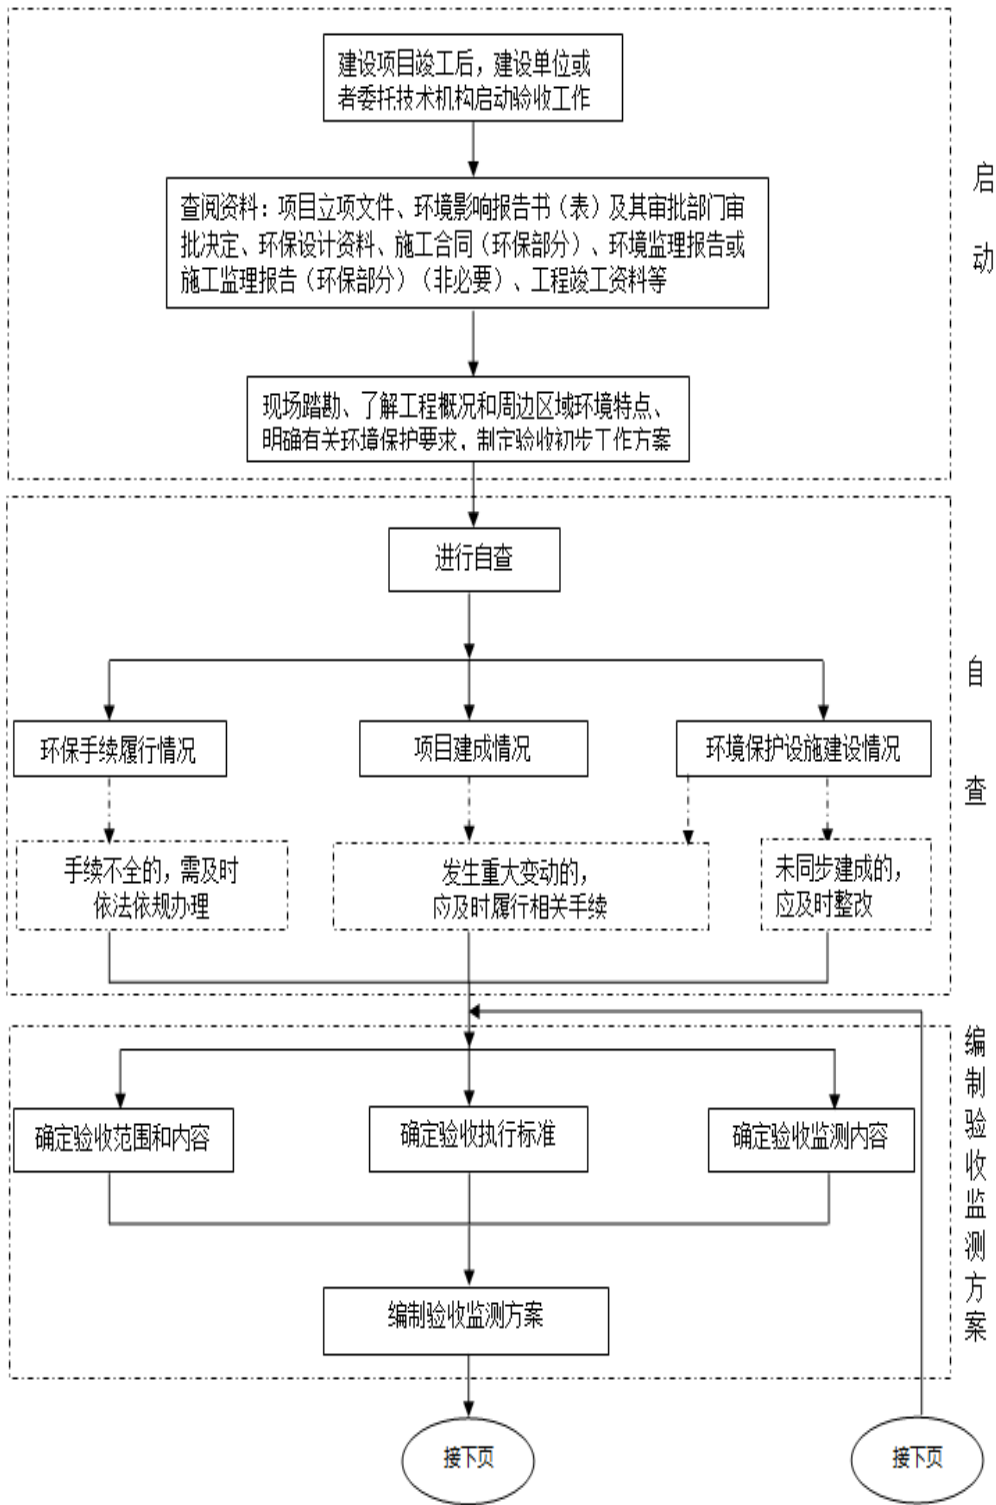 建设项目竣工后，建设单位或
者委托技术机构启动验收工作
查阅资料：项目立项文件、环境影响报告书（表）及其审批部门审
批决定、环保设计资料、施工合同（环保部分）、环境监理报告或
施工监理报告（环保部分）（非必要）、工程竣工资料等
现场踏勘、了解工程概况和周边区域环境特点、
明确有关环境保护要求，制定验收初步工作方案
启
动
进行自查
环保手续履行情况
项目建成情况
环境保护设施建设情况
手续不全的，需及时
依法依规办理
发生重大变动的，
应及时履行相关手续
未同步建成的，
应及时整改
自
查
确定验收范围和内容
确定验收执行标准
确定验收监测内容
编制验收监测方案
编
制
验
收
监
测
方
案
接下页
接下页